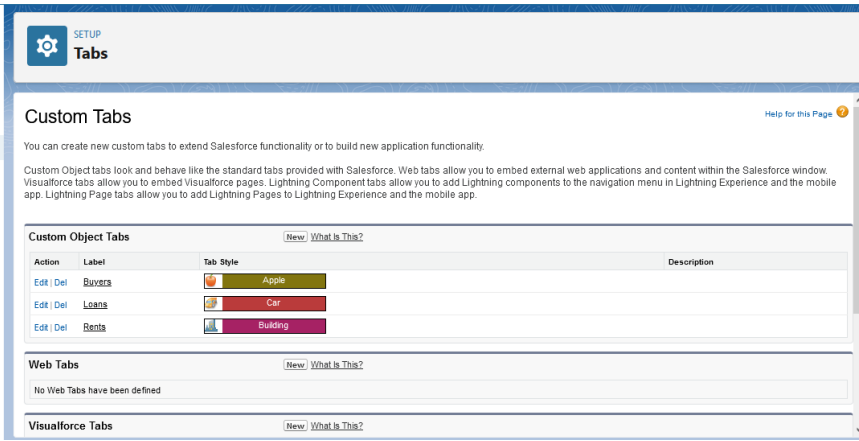 SETUP
Tabs
Custom Tabs
Help for this Page
You can create new custom tabs to extend Salesforce functionality or to build new application functionality.
Custom Object tabs look and behave like the standard tabs provided with Salesforce. Web tabs allow you to embed external web applications and content within the Salesforce window.
Visualforce tabs allow you to embed Visualforce pages. Lightning Component tabs allow you to add Lightning components to the navigation menu in Lightning Experience and the mobile
app. Lightning Page tabs allow you to add Lightning Pages to Lightning Experience and the mobile app.
Custom Object Tabs New What Is This?
Action Label Tab Style Description
Edit | Del Buyers Apple
Edit | Del Loans Car
Edit | Del Rents Building
Web Tabs New What Is This?
No Web Tabs have been defined
Visualforce Tabs New What Is This?